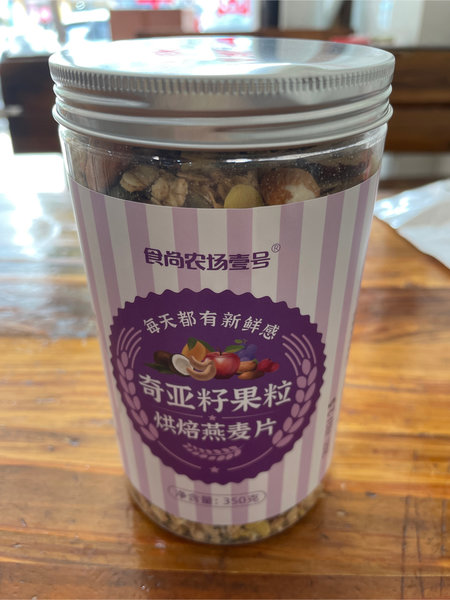 食尚农场壹号®
每天都有新鲜感
奇亚籽果粒
烘焙燕麦片
净含量：350克